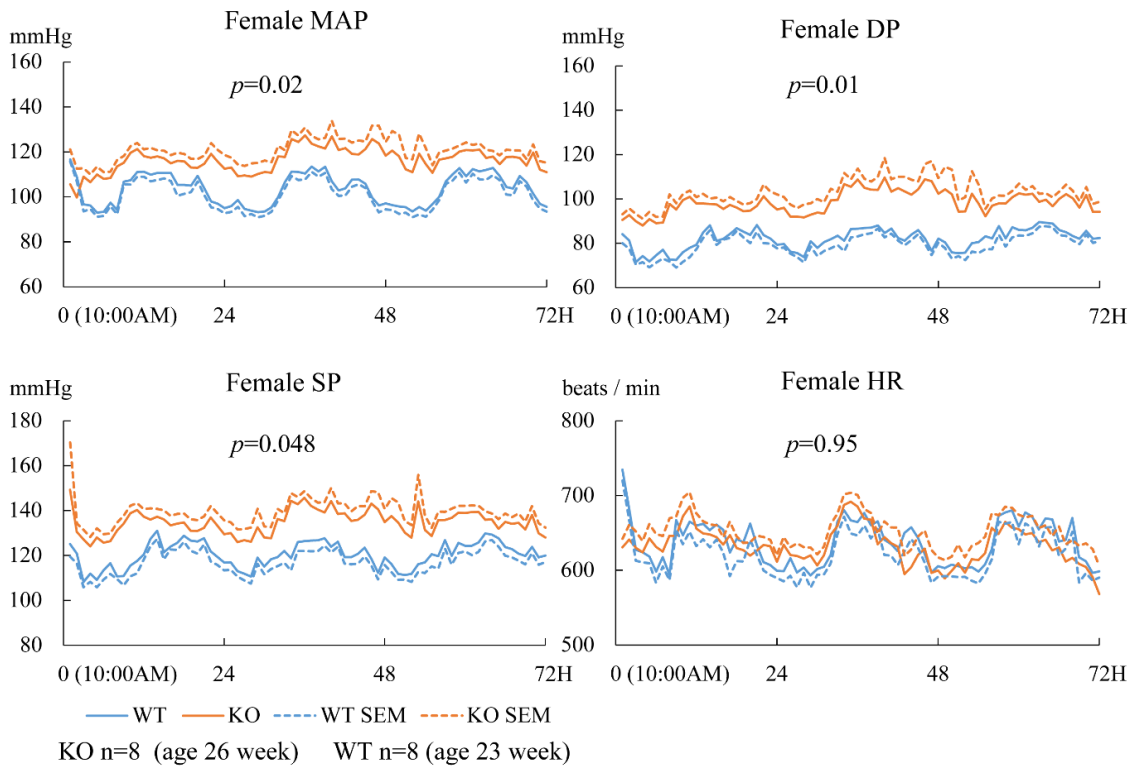 Female MAP
mmHg
160
140
120
100
80
60
p=0.02
0 (10:00AM) 24 48 72H
Female DP
mmHg
160
140
120
100
80
60
p=0.01
0 (10:00AM) 24 48 72H
Female SP
mmHg
180
160
140
120
100
80
p=0.048
0 (10:00AM) 24 48 72H
Female HR
beats / min
800
700
600
500
p=0.95
0 (10:00AM) 24 48 72H
WT KO WT SEM KO SEM
KO n=8 (age 26 week) WT n=8 (age 23 week)